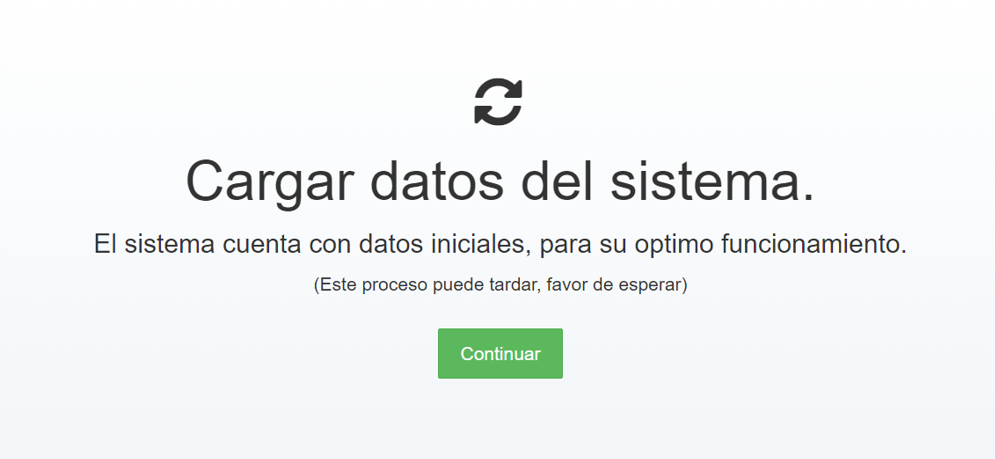 Cargar datos del sistema.
El sistema cuenta con datos iniciales, para su optimo funcionamiento.
(Este proceso puede tardar, favor de esperar)
Continuar